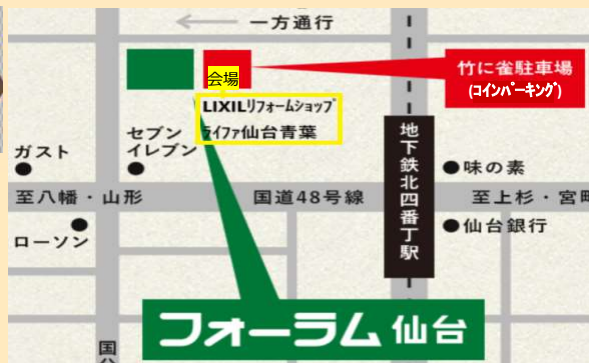 一方通行
会場
竹に雀駐車場
(コインパーキング)
LIXILリフォームショップ
ライファ仙台青葉
セブン
イレブン
ガスト
地下鉄北四番丁駅
味の素
至八幡・山形
国道48号線
至上杉・宮町
ローソン
仙台銀行
フォーラム仙台
国分